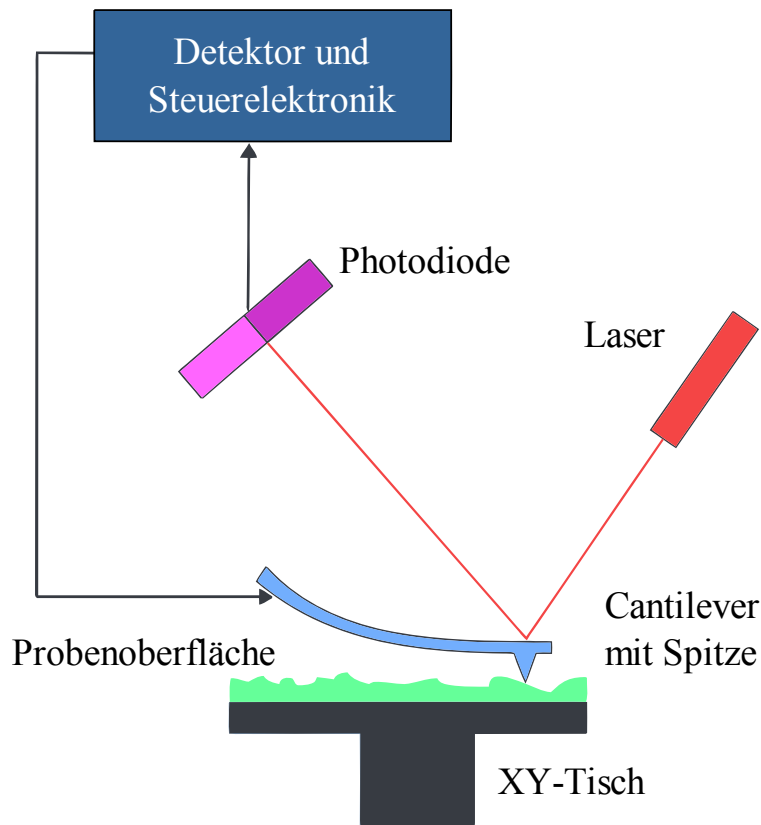 Detektor und
Steuerelektronik
Photodiode
Laser
Cantilever
mit Spitze
Probenoberfläche
XY-Tisch